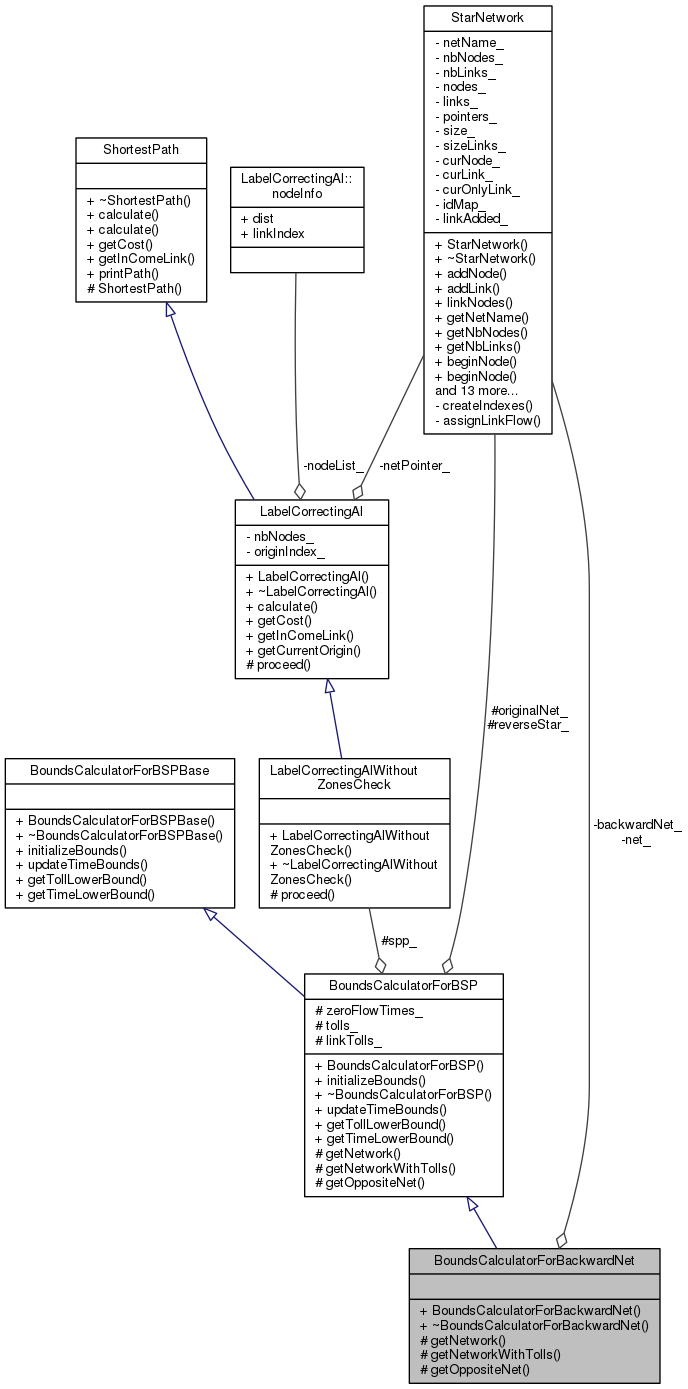 StarNetwork
- netName_
- nbNodes_
- nbLinks_
- nodes_
- links_
- pointers_
- size_
- sizeLinks_
- curNode_
- curLink_
- curOnlyLink_
- idMap_
- linkAdded_
+ StarNetwork()
+ ~StarNetwork()
+ addNode()
+ addLink()
+ linkNodes()
+ getNetName()
+ getNbNodes()
+ getNbLinks()
+ beginNode()
+ beginNode()
and 13 more...
- createIndexes()
- assignLinkFlow()
ShortestPath
+ ~ShortestPath()
+ calculate()
+ calculate()
+ getCost()
+ getInComeLink()
+ printPath()
# ShortestPath()
LabelCorrectingAl::
nodeInfo
+ dist
+ linkIndex
-nodeList_
-netPointer_
LabelCorrectingAl
- nbNodes_
- originIndex_
+ LabelCorrectingAl()
+ ~LabelCorrectingAl()
+ calculate()
+ getCost()
+ getInComeLink()
+ getCurrentOrigin()
# proceed()
#originalNet_
#reverseStar_
-backwardNet_
-net_
BoundsCalculatorForBSPBase
+ BoundsCalculatorForBSPBase()
+ ~BoundsCalculatorForBSPBase()
+ initializeBounds()
+ updateTimeBounds()
+ getTollLowerBound()
+ getTimeLowerBound()
LabelCorrectingAlWithout
ZonesCheck
+ LabelCorrectingAlWithout
ZonesCheck()
+ ~LabelCorrectingAlWithout
ZonesCheck()
# proceed()
#spp_
BoundsCalculatorForBSP
# zeroFlowTimes_
# tolls_
# linkTolls_
+ BoundsCalculatorForBSP()
+ initializeBounds()
+ ~BoundsCalculatorForBSP()
+ updateTimeBounds()
+ getTollLowerBound()
+ getTimeLowerBound()
# getNetwork()
# getNetworkWithTolls()
# getOppositeNet()
BoundsCalculatorForBackwardNet
+ BoundsCalculatorForBackwardNet()
+ ~BoundsCalculatorForBackwardNet()
# getNetwork()
# getNetworkWithTolls()
# getOppositeNet()